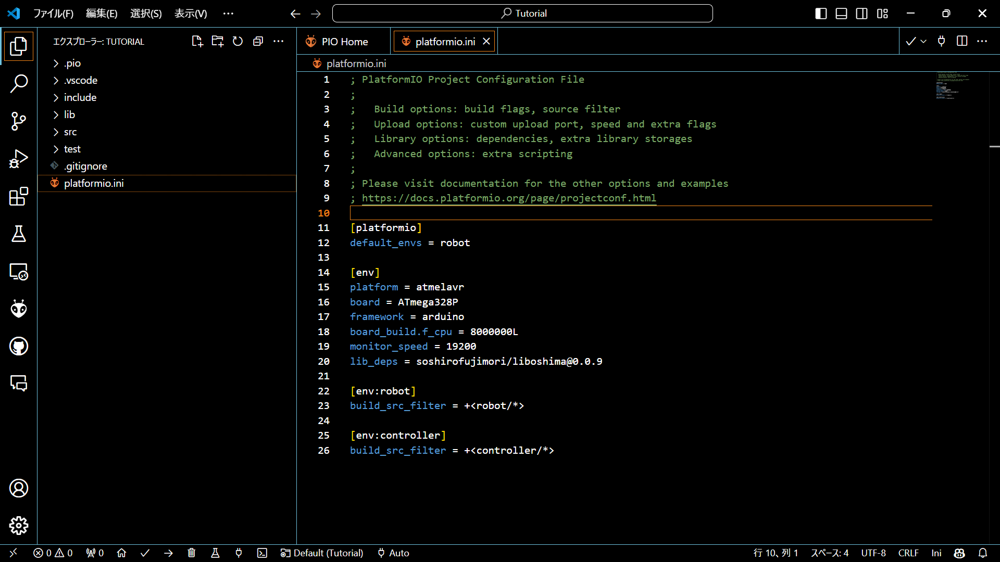 ファイル(F) 編集(E) 選択(S) 表示(V) ··· Tutorial
エクスプローラー: TUTORIAL
.pio
.vscode
include
lib
src
test
.gitignore
platformio.ini
PIO Home platformio.ini
platformio.ini
1 ; PlatformIO Project Configuration File
2 ;
3 ;   Build options: build flags, source filter
4 ;   Upload options: custom upload port, speed and extra flags
5 ;   Library options: dependencies, extra library storages
6 ;   Advanced options: extra scripting
7 ;
8 ; Please visit documentation for the other options and examples
9 ; https://docs.platformio.org/page/projectconf.html
10
11 [platformio]
12 default_envs = robot
13
14 [env]
15 platform = atmelavr
16 board = ATmega328P
17 framework = arduino
18 board_build.f_cpu = 8000000L
19 monitor_speed = 19200
20 lib_deps = soshirofujimori/liboshima@0.0.9
21
22 [env:robot]
23 build_src_filter = +<robot/*>
24
25 [env:controller]
26 build_src_filter = +<controller/*>
0 0 0 Default (Tutorial) Auto 行 10、列 1 スペース: 4 UTF-8 CRLF Ini